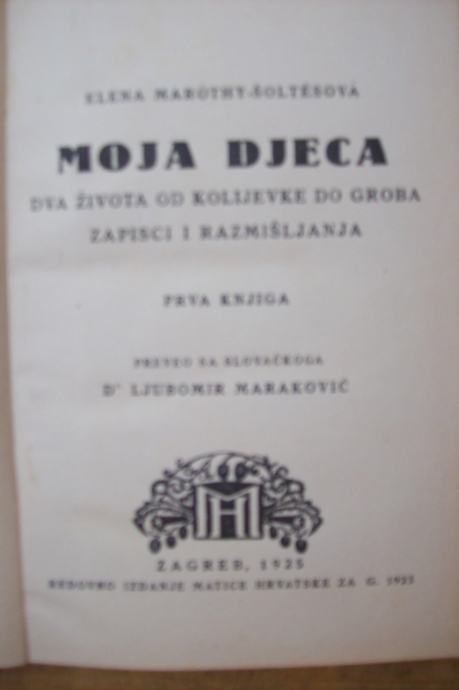 ELENA MARÓTHY-ŠOLTÉSOVÁ
MOJA DJECA
DVA ŽIVOTA OD KOLIJEVKE DO GROBA
ZAPISCI I RAZMIŠLJANJA
PRVA KNJIGA
PREVEO SA SLOVAČKOGA
Dr LJUBOMIR MARAKOVIĆ
MH
ZAGREB, 1925
REDOVNO IZDANJE MATICE HRVATSKE ZA G.